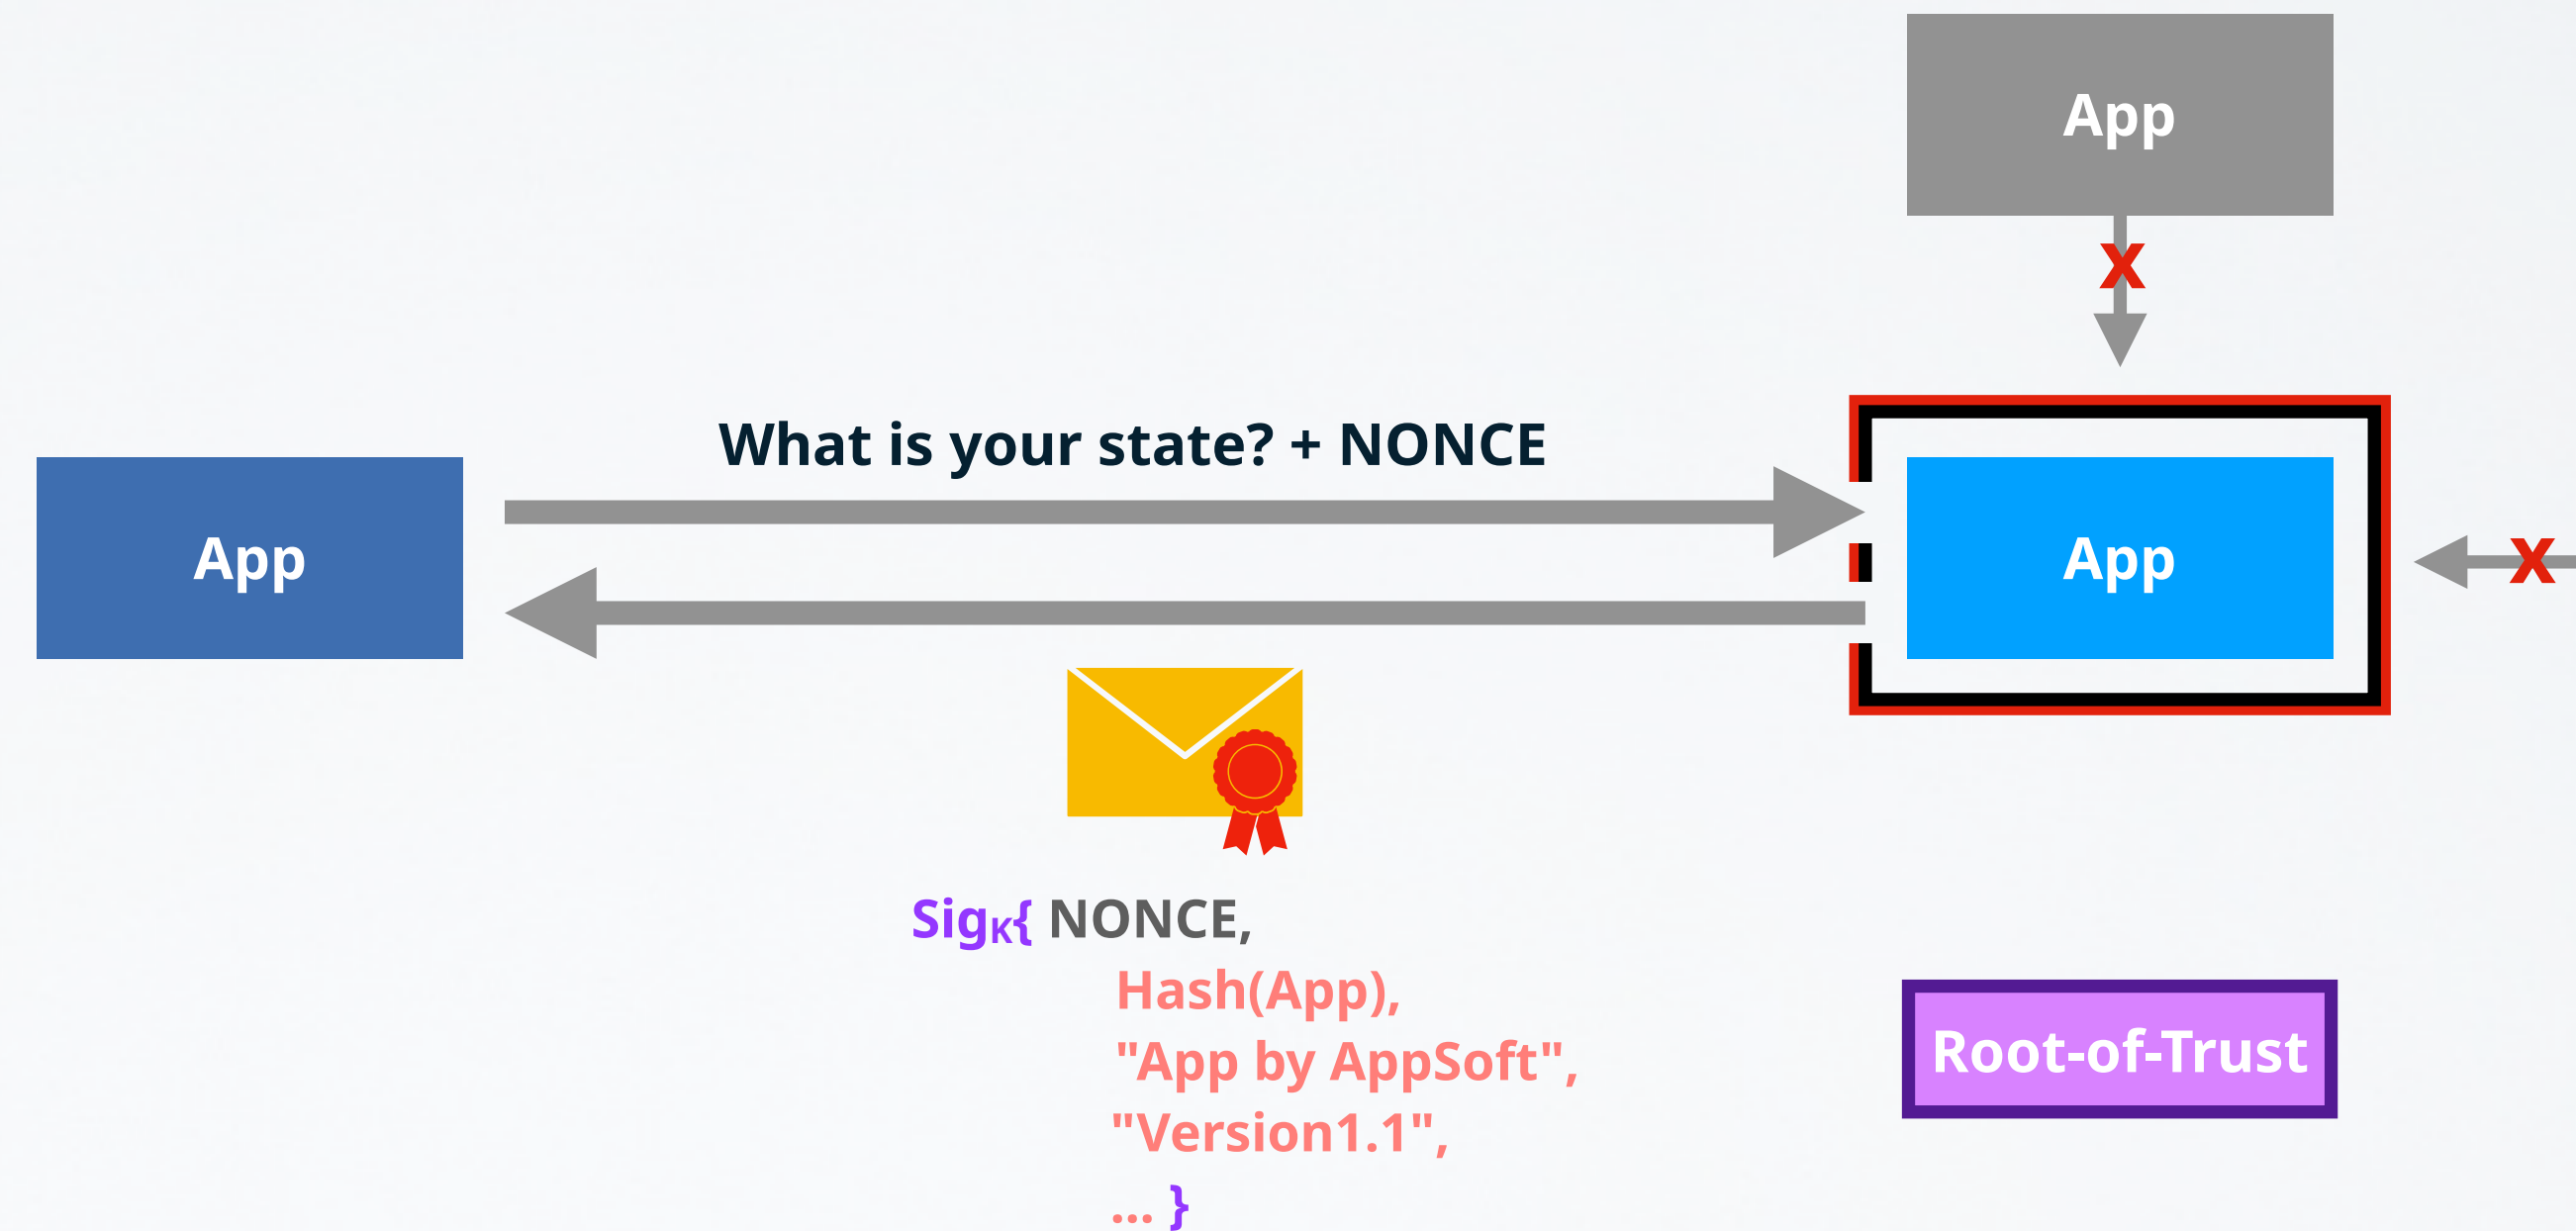 App
x
What is your state? + NONCE
App
App
x
SigK{ NONCE,
Hash(App),
"App by AppSoft",
"Version1.1",
... }
Root-of-Trust